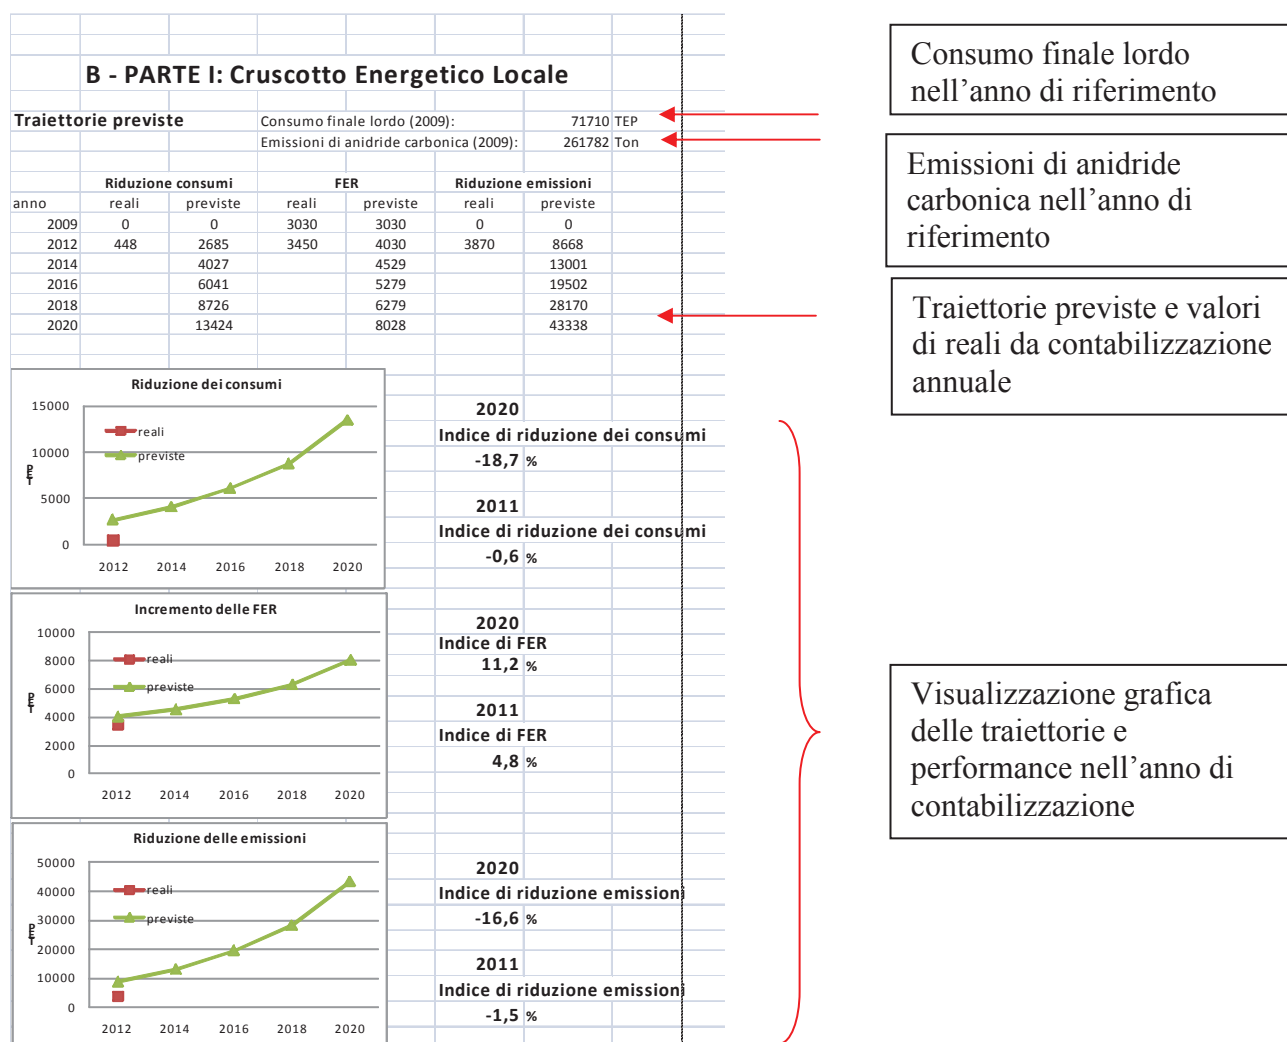 B - PARTE I: Cruscotto Energetico Locale
Traiettorie previste Consumo finale lordo (2009): 71710 TEP
Emissioni di anidride carbonica (2009): 261782 Ton
Riduzione consumi FER Riduzione emissioni
anno reali previste reali previste reali previste
2009 0 0 3030 3030 0 0
2012 448 2685 3450 4030 3870 8668
2014 4027 4529 13001
2016 6041 5279 19502
2018 8726 6279 28170
2020 13424 8028 43338
Riduzione dei consumi
15000
10000
5000
0
reali
previste
2012 2014 2016 2018 2020
2020
Indice di riduzione dei consumi
-18,7 %
2011
Indice di riduzione dei consumi
-0,6 %
Incremento delle FER
10000
8000
6000
4000
2000
0
reali
previste
2012 2014 2016 2018 2020
2020
Indice di FER
11,2 %
2011
Indice di FER
4,8 %
Riduzione delle emissioni
50000
40000
30000
20000
10000
0
reali
previste
2012 2014 2016 2018 2020
2020
Indice di riduzione emissioni
-16,6 %
2011
Indice di riduzione emissioni
-1,5 %
Consumo finale lordo
nell’anno di riferimento
Emissioni di anidride
carbonica nell’anno di
riferimento
Traiettorie previste e valori
di reali da contabilizzazione
annuale
Visualizzazione grafica
delle traiettorie e
performance nell’anno di
contabilizzazione